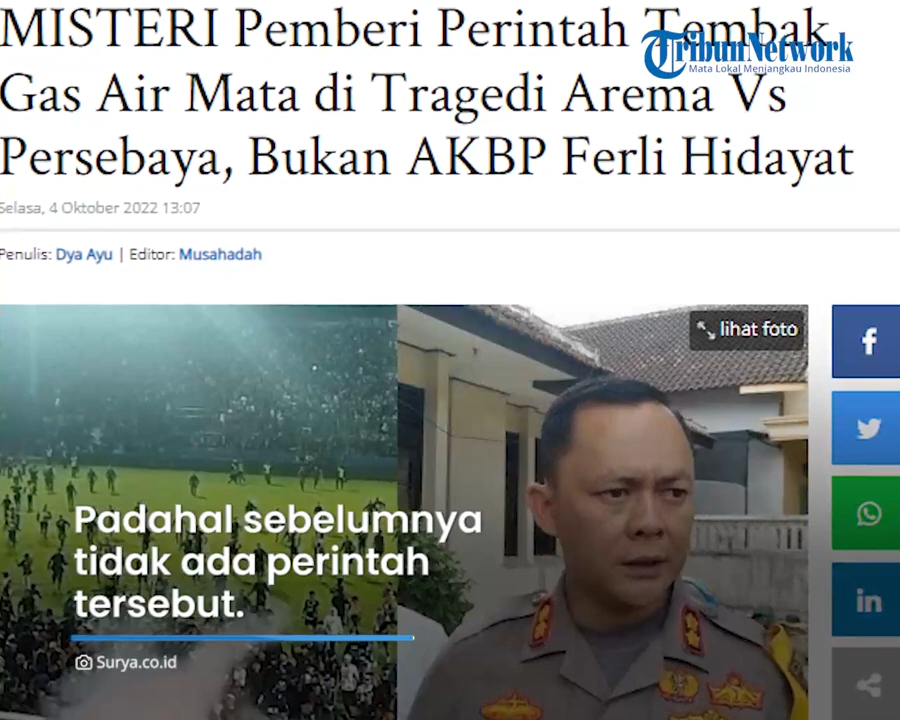 MISTERI Pemberi Perintah Tembak
TribunNetwork
Mata Lokal Menjangkau Indonesia
Gas Air Mata di Tragedi Arema Vs
Persebaya, Bukan AKBP Ferli Hidayat
Selasa, 4 Oktober 2022 13:07
Penulis: Dya Ayu | Editor: Musahadah
lihat foto
Padahal sebelumnya
tidak ada perintah
tersebut.
Surya.co.id